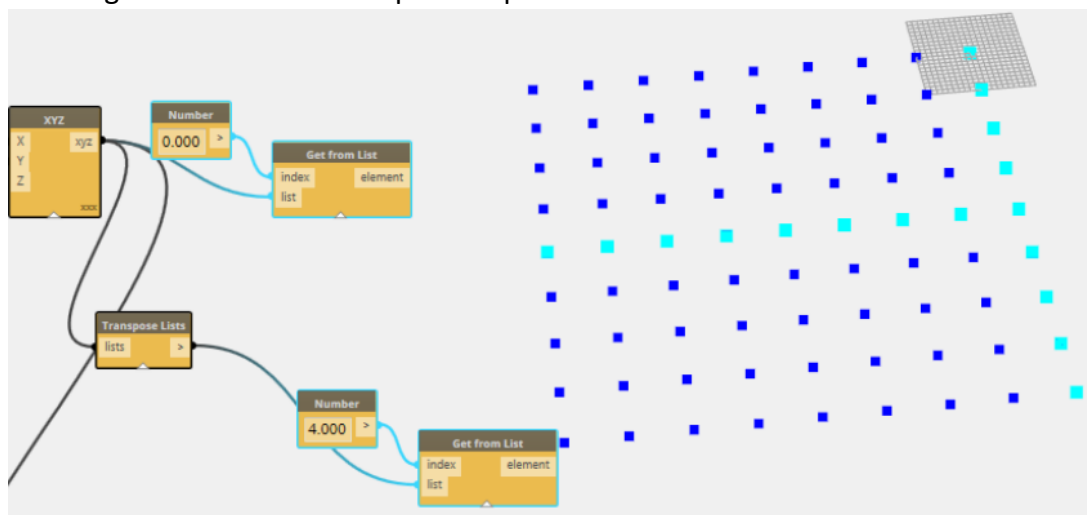 XYZ
X
xyz
Y
Z
xxx
Number
0.000
>
Get from List
index
element
list
Transpose Lists
lists
>
Number
4.000
>
Get from List
index
element
list